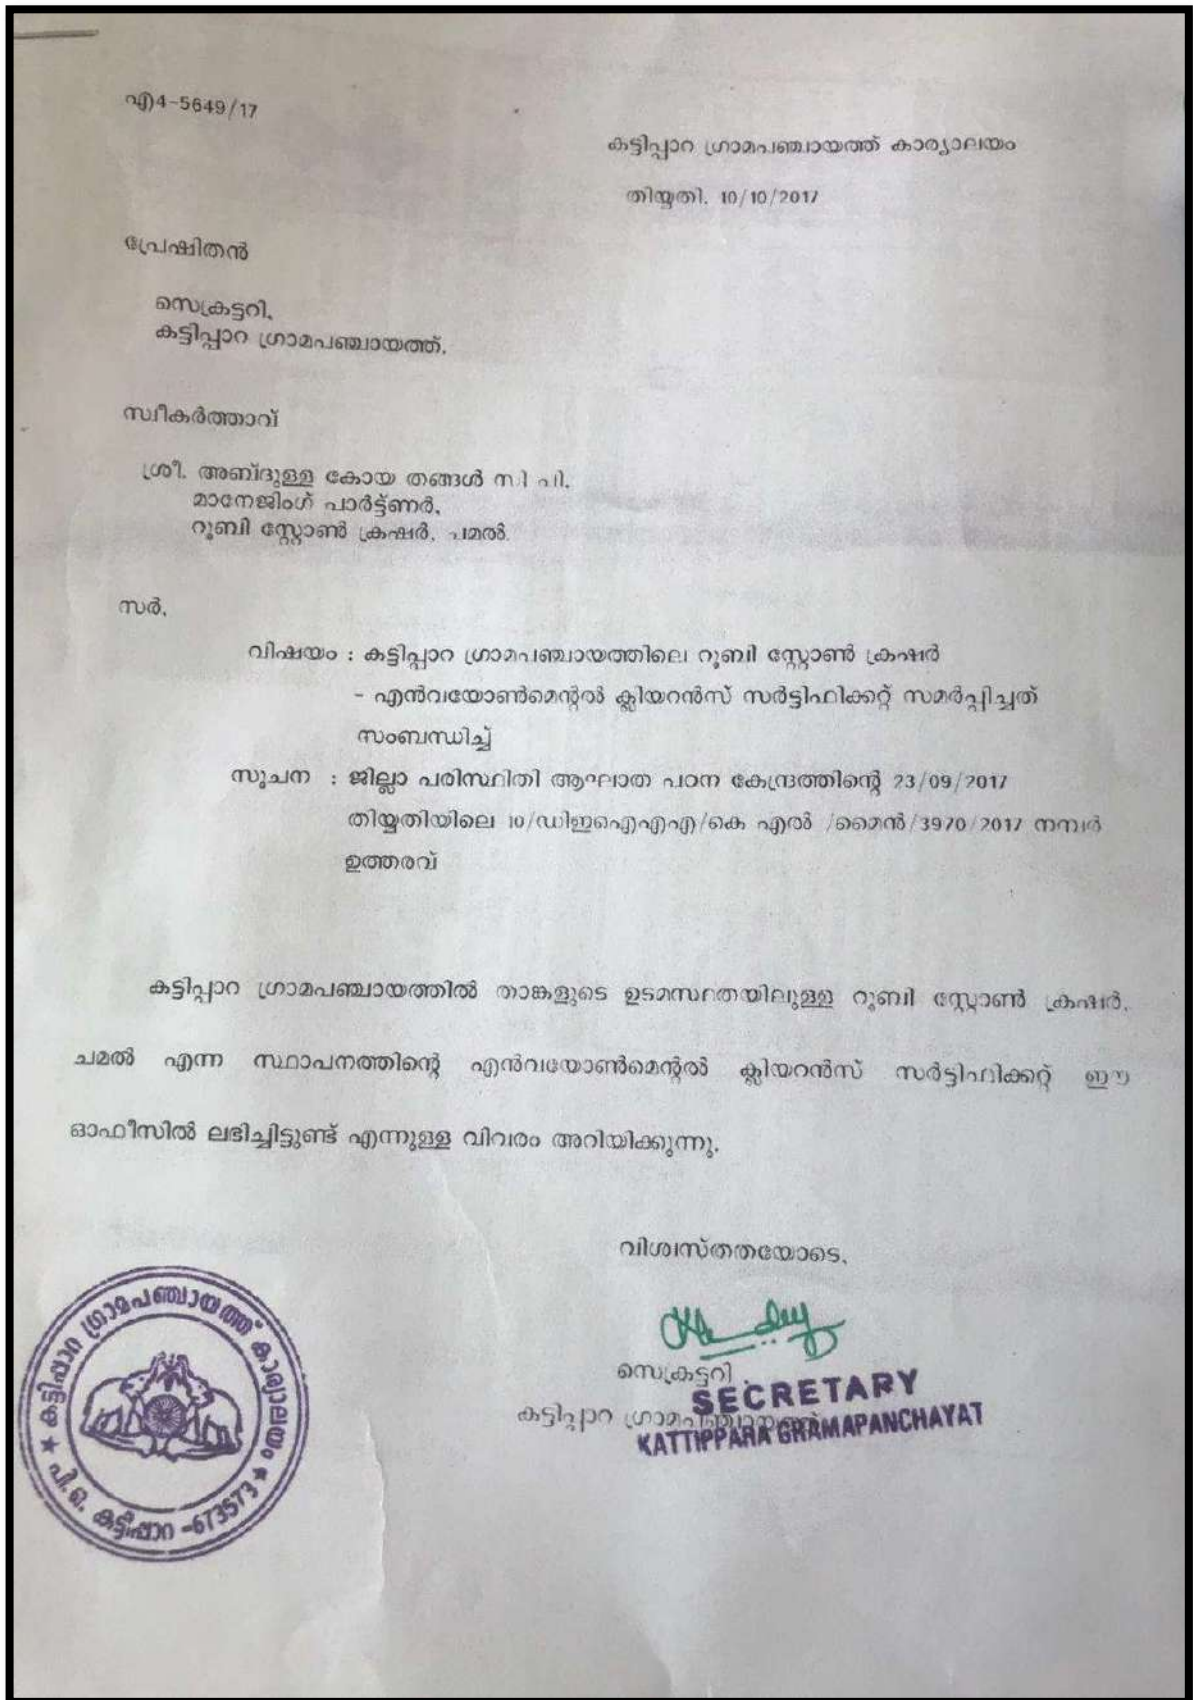 എ4-5649/17
കട്ടിപ്പാറ ഗ്രാമപഞ്ചായത്ത് കാര്യാലയം
തിയ്യതി. 10/10/2017
പ്രേഷിതൻ
സെക്രട്ടറി,
കട്ടിപ്പാറ ഗ്രാമപഞ്ചായത്ത്.
സ്വീകർത്താവ്
ശ്രീ. അബ്ദുള്ള കോയ തങ്ങൾ സി പി.
മാനേജിംഗ് പാർട്ട്ണർ,
റൂബി സ്റ്റോൺ ക്രഷർ, ചമൽ.
സർ,
വിഷയം : കട്ടിപ്പാറ ഗ്രാമപഞ്ചായത്തിലെ റൂബി സ്റ്റോൺ ക്രഷർ
- എൻവയോൺമെന്റൽ ക്ലിയറൻസ് സർട്ടിഫിക്കറ്റ് സമർപ്പിച്ചത്
സംബന്ധിച്ച്
സൂചന : ജില്ലാ പരിസ്ഥിതി ആഘാത പഠന കേന്ദ്രത്തിന്റെ 23/09/2017
തിയ്യതിയിലെ 10/ഡിഇഐഎഎ/കെ എൽ /മൈൻ/3970/2017 നമ്പർ
ഉത്തരവ്
കട്ടിപ്പാറ ഗ്രാമപഞ്ചായത്തിൽ താങ്കളുടെ ഉടമസ്ഥതയിലുള്ള റൂബി സ്റ്റോൺ ക്രഷർ,
ചമൽ എന്ന സ്ഥാപനത്തിന്റെ എൻവയോൺമെന്റൽ ക്ലിയറൻസ് സർട്ടിഫിക്കറ്റ് ഈ
ഓഫീസിൽ ലഭിച്ചിട്ടുണ്ട് എന്നുള്ള വിവരം അറിയിക്കുന്നു.
വിശ്വസ്തതയോടെ,
സെക്രട്ടറി
SECRETARY
കട്ടിപ്പാറ ഗ്രാമപഞ്ചായത്ത്
KATTIPPARA GRAMAPANCHAYAT
കട്ടിപ്പാറ ഗ്രാമപഞ്ചായത്ത് കാര്യാലയം
പി.ഒ. കട്ടിപ്പാറ -673573